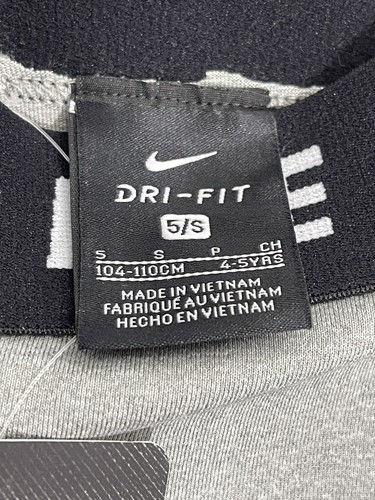 DRI-FIT
5/S
S S P CH
104-110CM 4-5YRS
MADE IN VIETNAM
FABRIQUÉ AU VIETNAM
HECHO EN VIETNAM
E